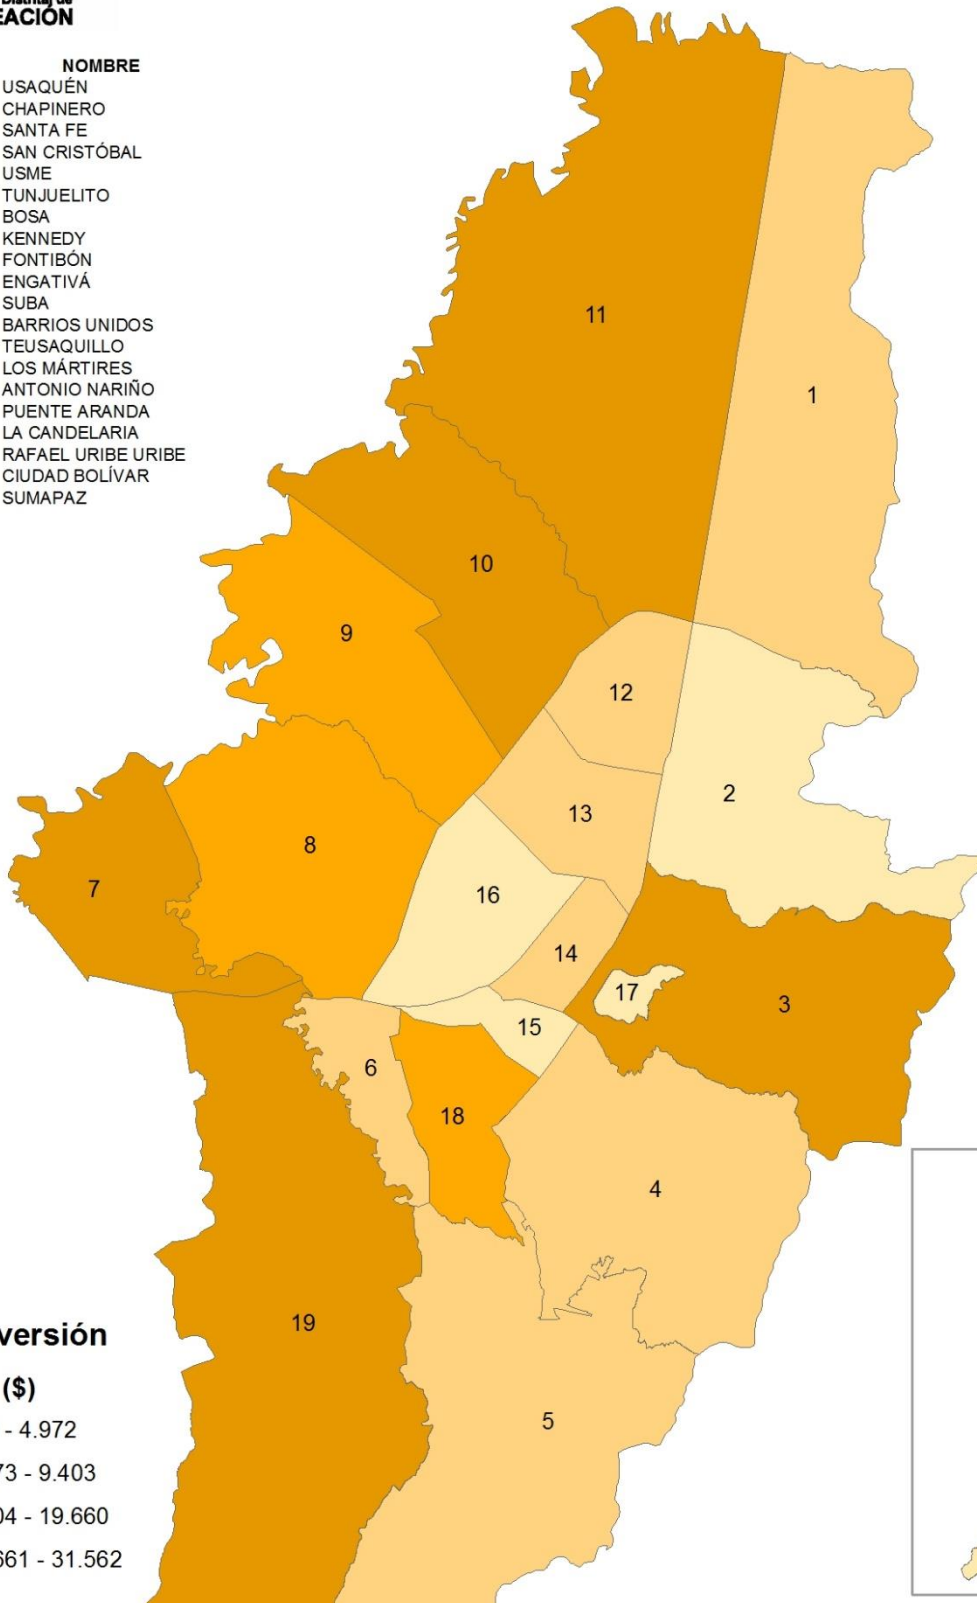 EACIÓN
NOMBRE
USAQUÉN
CHAPINERO
SANTA FE
SAN CRISTÓBAL
USME
TUNJUELITO
BOSA
KENNEDY
FONTIBÓN
ENGATIVÁ
SUBA
BARRIOS UNIDOS
TEUSAQUILLO
LOS MÁRTIRES
ANTONIO NARIÑO
PUENTE ARANDA
LA CANDELARIA
RAFAEL URIBE URIBE
CIUDAD BOLÍVAR
SUMAPAZ
11
1
10
9
12
2
13
8
7
16
14
17
3
15
6
18
4
19
5
versión
($)
- 4.972
73 - 9.403
04 - 19.660
661 - 31.562